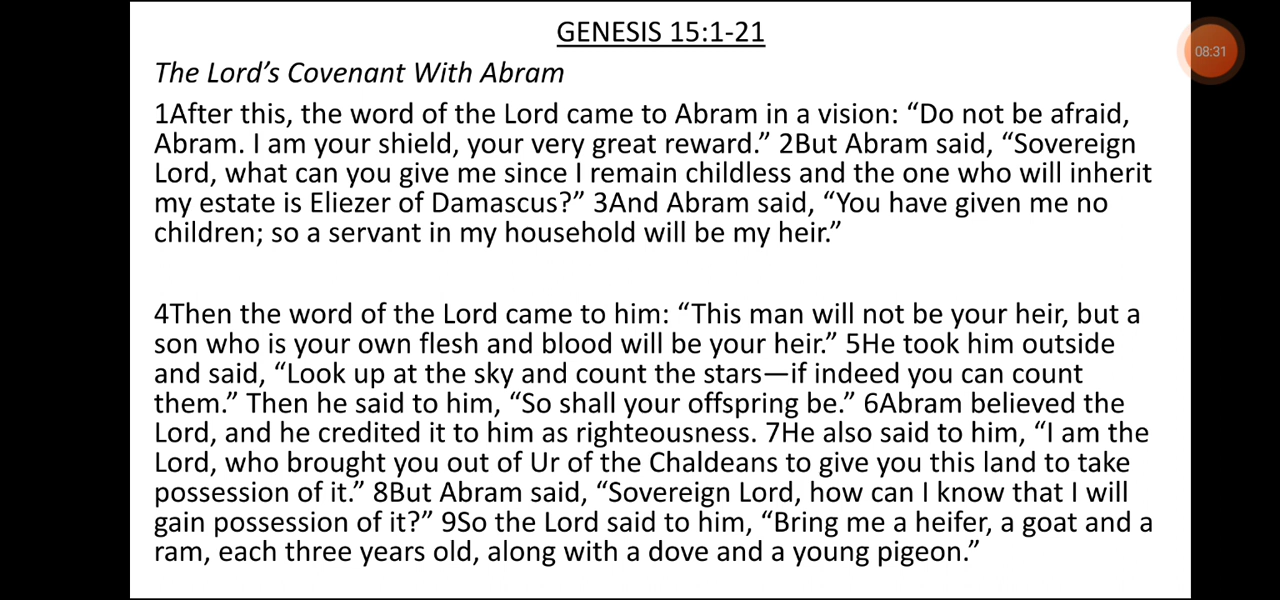 GENESIS 15:1-21
08:31
The Lord's Covenant With Abram
1After this, the word of the Lord came to Abram in a vision: “Do not be afraid,
Abram. I am your shield, your very great reward.” 2But Abram said, “Sovereign
Lord, what can you give me since I remain childless and the one who will inherit
my estate is Eliezer of Damascus?” 3And Abram said, “You have given me no
children; so a servant in my household will be my heir.”
4Then the word of the Lord came to him: “This man will not be your heir, but a
son who is your own flesh and blood will be your heir.” 5He took him outside
and said, “Look up at the sky and count the stars—if indeed you can count
them.” Then he said to him, “So shall your offspring be.” 6Abram believed the
Lord, and he credited it to him as righteousness. 7He also said to him, “I am the
Lord, who brought you out of Ur of the Chaldeans to give you this land to take
possession of it.” 8But Abram said, “Sovereign Lord, how can I know that I will
gain possession of it?” 9So the Lord said to him, “Bring me a heifer, a goat and a
ram, each three years old, along with a dove and a young pigeon.”